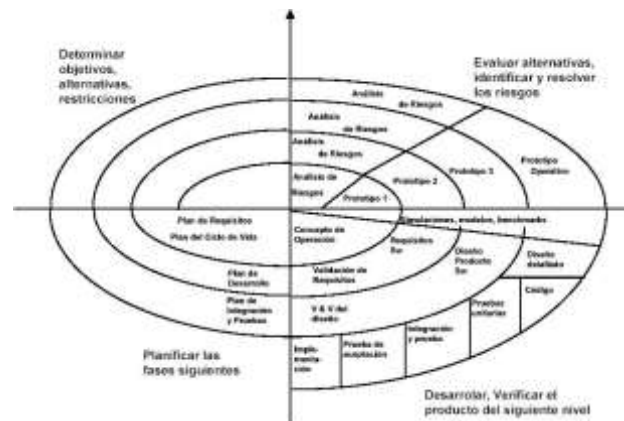 Determinar
objetivos,
alternativas,
restricciones
Evaluar alternativas,
identificar y resolver
los riesgos
Análisis
de Riesgos
Análisis
de Riesgos
Análisis
de Riesgos
Análisis de
Riesgos
Prototipo 1
Prototipo 2
Prototipo 3
Prototipo
Operativo
Simulaciones, modelos, benchmarks
Plan de Requisitos
Plan del Ciclo de Vida
Concepto de
Operación
Requisitos
Sw
Diseño
Producto
Sw
Diseño
detallado
Plan de
Desarrollo
Validación de
Requisitos
Código
Plan de
Integración
y Pruebas
V & V del
diseño
Pruebas
unitarias
Integración
y prueba
Prueba de
aceptación
Imple-
menta-
ción
Planificar las
fases siguientes
Desarrolar, Verificar el
producto del siguiente nivel